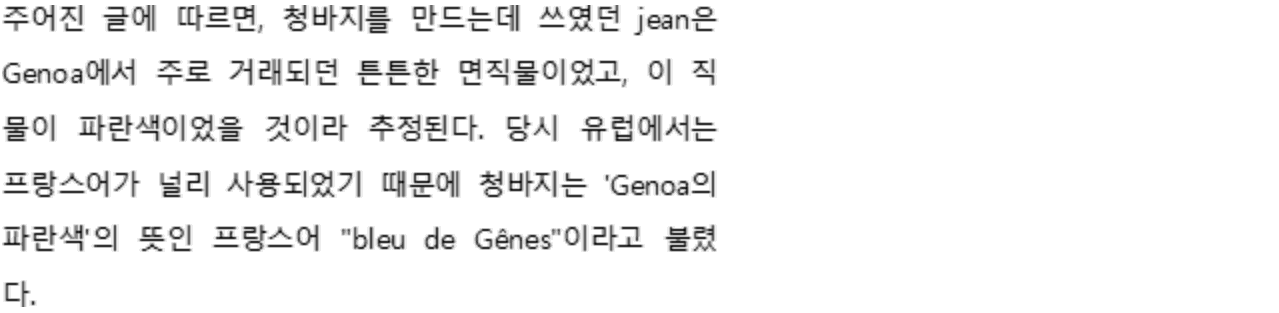 주어진 글에 따르면, 청바지를 만드는데 쓰였던 jean은
Genoa에서 주로 거래되던 튼튼한 면직물이었고, 이 직
물이 파란색이었을 것이라 추정된다. 당시 유럽에서는
프랑스어가 널리 사용되었기 때문에 청바지는 'Genoa의
파란색'의 뜻인 프랑스어 "bleu de Gênes"이라고 불렸
다.